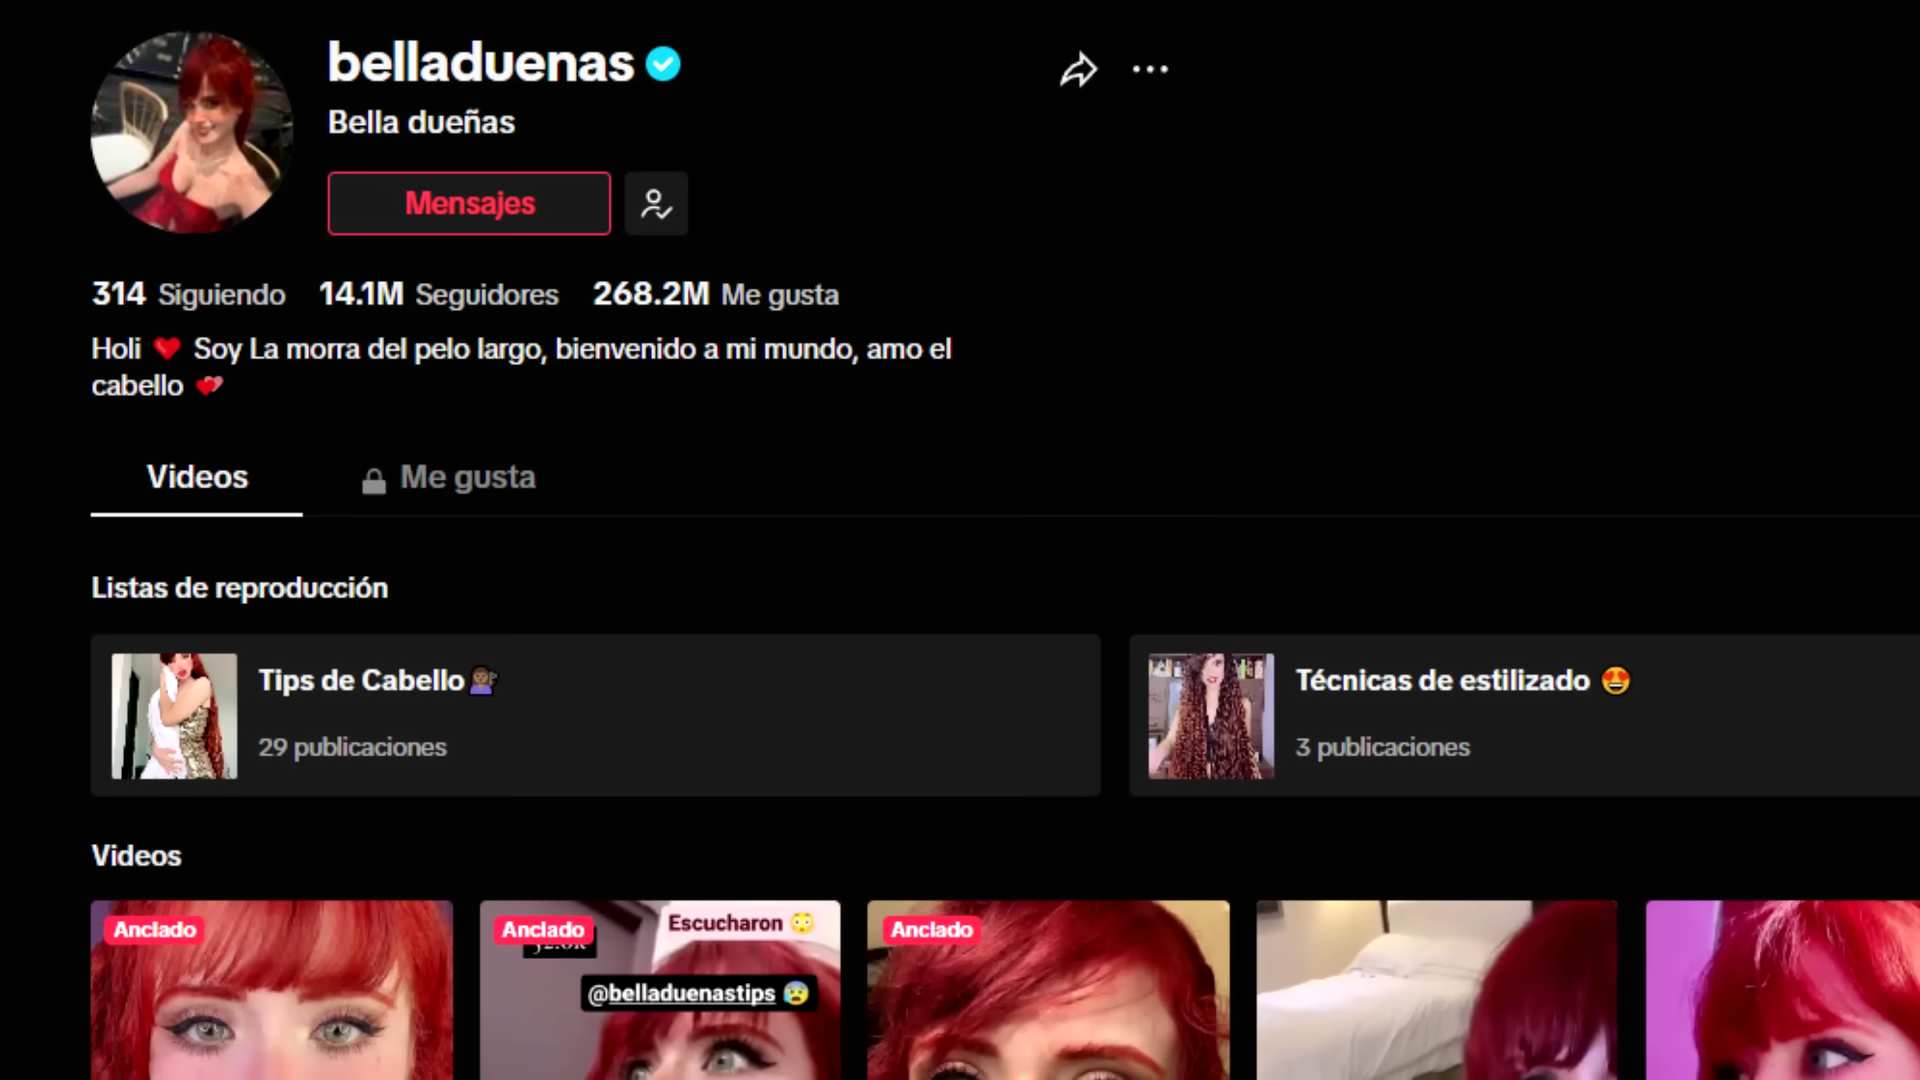 belladuenas
Bella dueñas
Mensajes
314 Siguiendo 14.1M Seguidores 268.2M Me gusta
Holi ❤️ Soy La morra del pelo largo, bienvenido a mi mundo, amo el
cabello 💕
Videos
Me gusta
Listas de reproducción
Tips de Cabello💇🏿‍♀️
29 publicaciones
Técnicas de estilizado 😍
3 publicaciones
Videos
Anclado
Anclado
Escucharon 😳
@belladuenastips 😰
Anclado